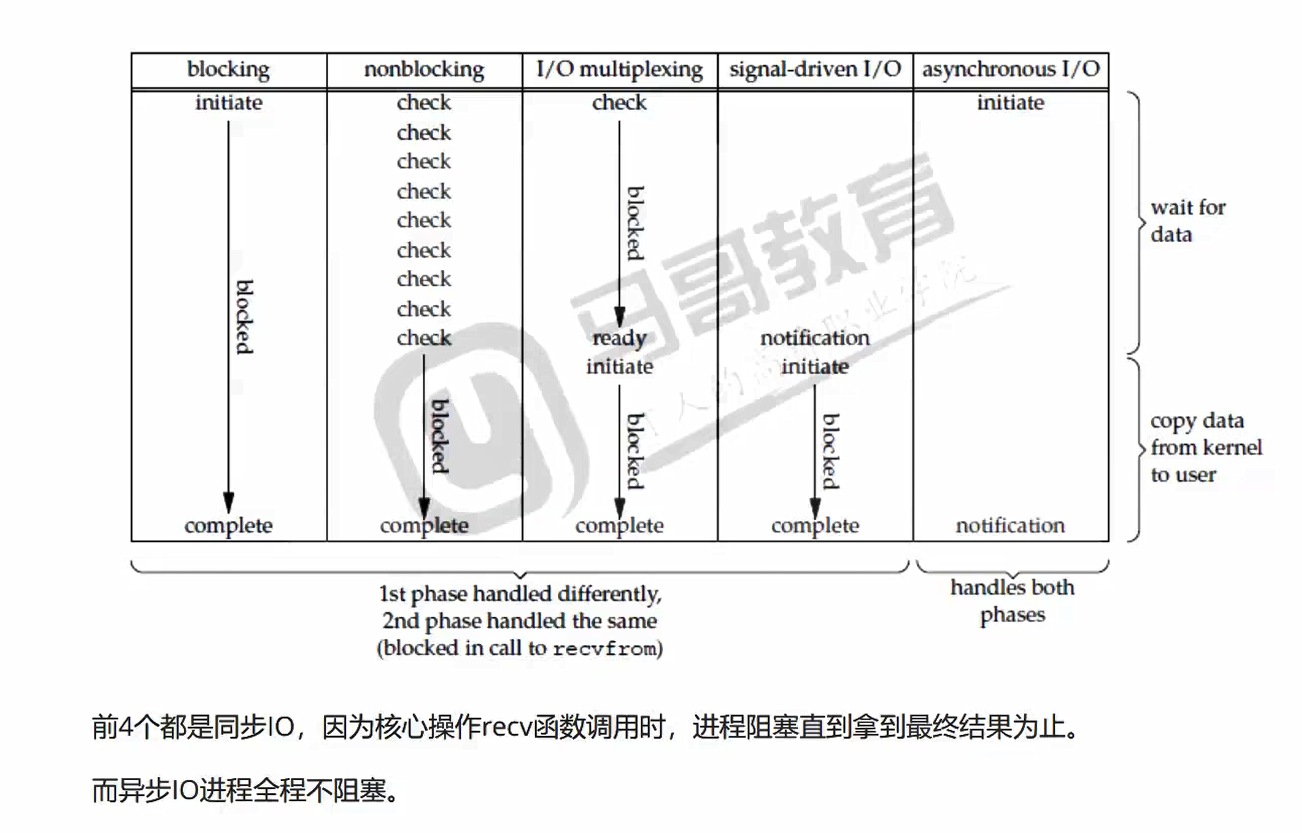 blocking nonblocking I/O multiplexing signal-driven I/O asynchronous I/O
initiate check check initiate
check
check
check
check
check
check
check
check ready notification
initiate initiate
blocked
blocked
blocked
blocked
blocked
complete complete complete complete notification
wait for
data
copy data
from kernel
to user
1st phase handled differently,
2nd phase handled the same
(blocked in call to recvfrom)
handles both
phases
马哥教育
人的高薪职业学院
前4个都是同步IO，因为核心操作recv函数调用时，进程阻塞直到拿到最终结果为止。
而异步IO进程全程不阻塞。